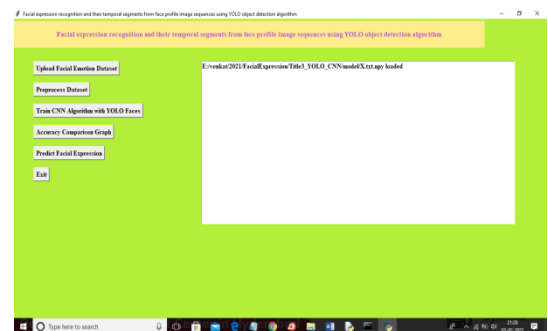 Facial expression recognition and their temporal segments from face profile image sequences using YOLO object detection algorithm
Facial expression recognition and their temporal segments from face profile image sequences using YOLO object detection algorithm
Upload Facial Emotion Dataset
E:/venkat/2021/FacialExpression/Title3_YOLO_CNN/model/X.txt.npy loaded
Preprocess Dataset
Train CNN Algorithm with YOLO Faces
Accuracy Comparison Graph
Predict Facial Expression
Exit
Type here to search
21:20